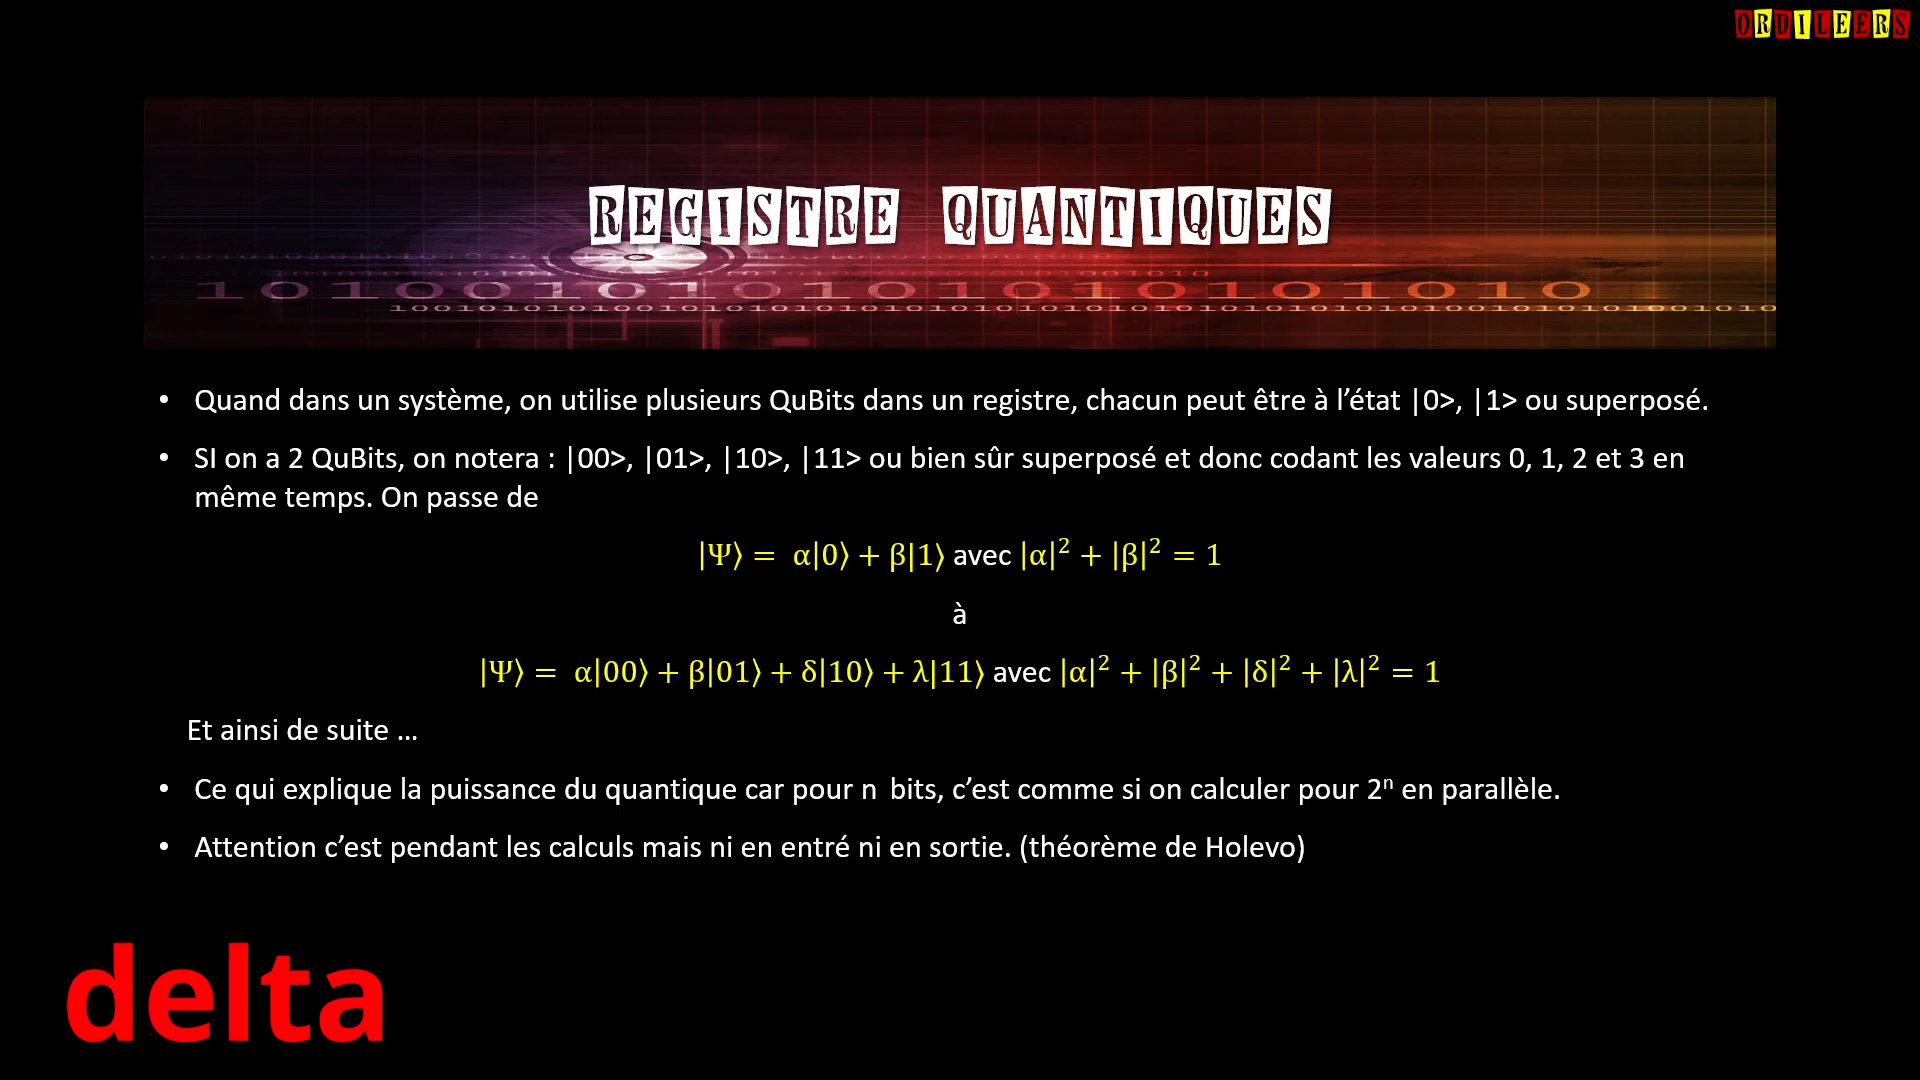 ORDILEERS
REGISTRE QUANTIQUES
• Quand dans un système, on utilise plusieurs QuBits dans un registre, chacun peut être à l’état |0>, |1> ou superposé.
• SI on a 2 QuBits, on notera : |00>, |01>, |10>, |11> ou bien sûr superposé et donc codant les valeurs 0, 1, 2 et 3 en
même temps. On passe de
|Ψ⟩ = α|0⟩ + β|1⟩ avec |α|² + |β|² = 1
à
|Ψ⟩ = α|00⟩ + β|01⟩ + δ|10⟩ + λ|11⟩ avec |α|² + |β|² + |δ|² + |λ|² = 1
Et ainsi de suite …
• Ce qui explique la puissance du quantique car pour n bits, c’est comme si on calculer pour 2ⁿ en parallèle.
• Attention c’est pendant les calculs mais ni en entré ni en sortie. (théorème de Holevo)
delta